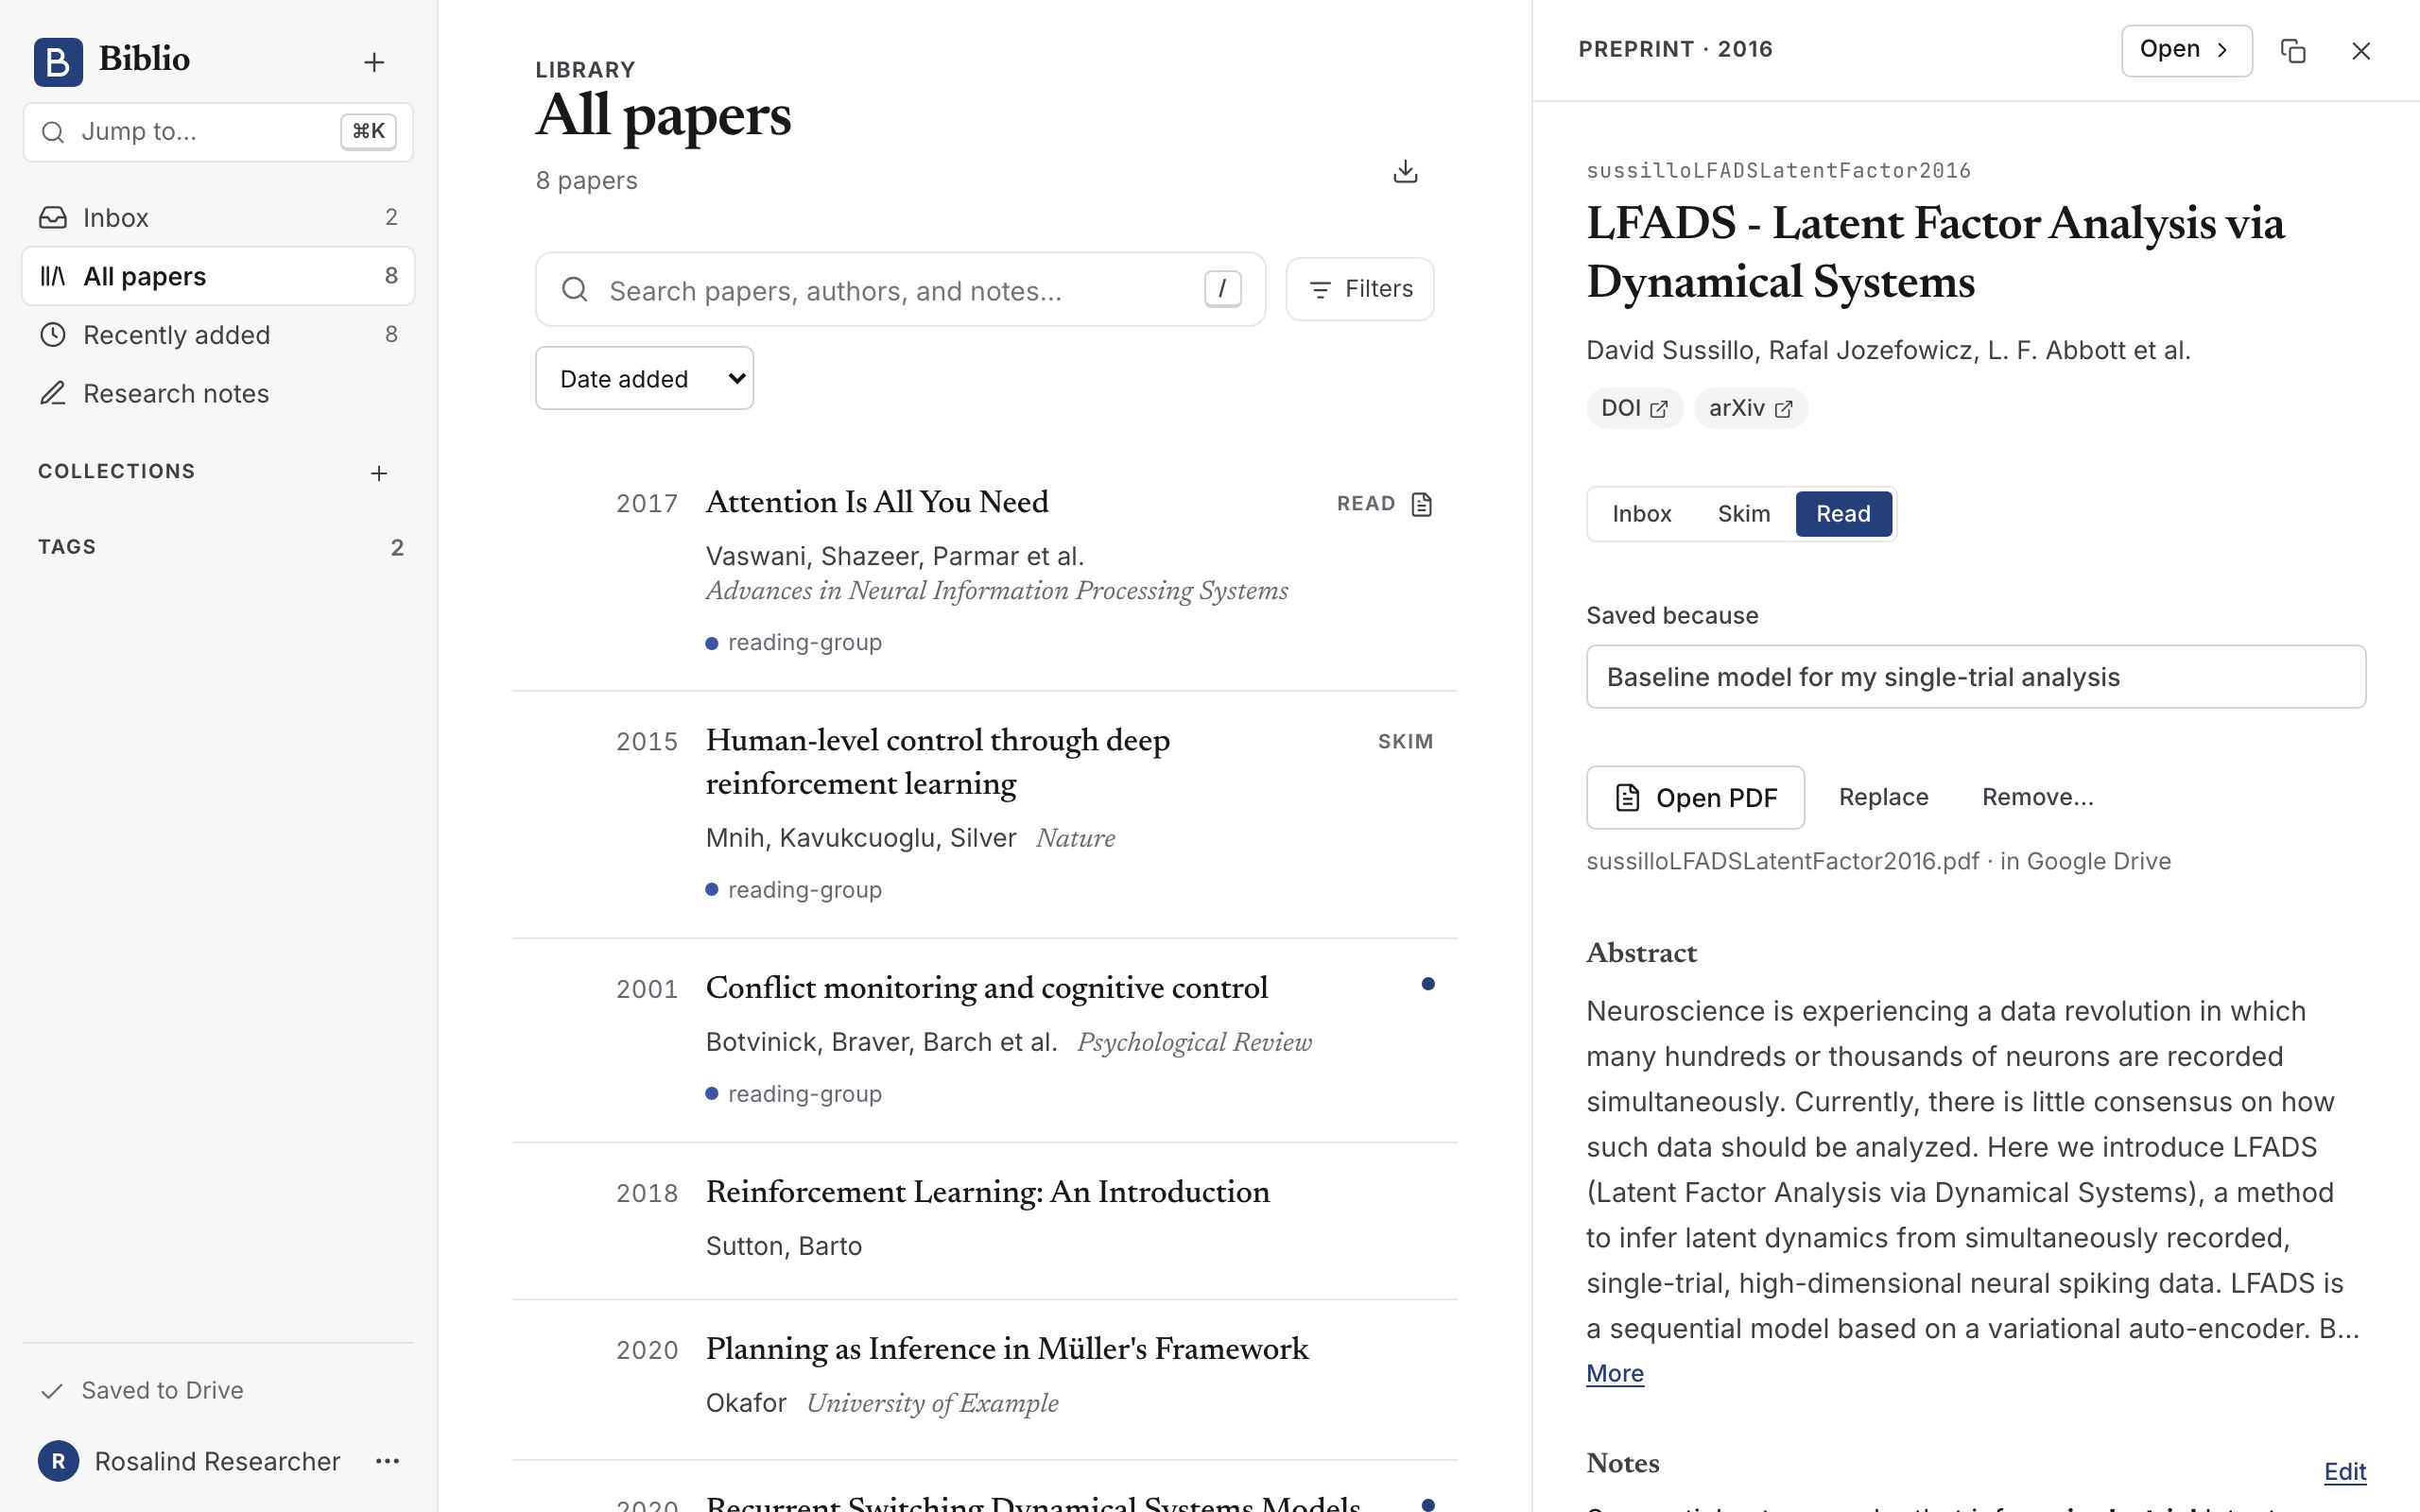 B Biblio
Jump to... ⌘K
Inbox 2
All papers 8
Recently added 8
Research notes
COLLECTIONS
TAGS 2
Saved to Drive
R Rosalind Researcher
LIBRARY
All papers
8 papers
Search papers, authors, and notes... /
Filters
Date added
2017 Attention Is All You Need READ
Vaswani, Shazeer, Parmar et al.
Advances in Neural Information Processing Systems
reading-group
2015 Human-level control through deep SKIM
reinforcement learning
Mnih, Kavukcuoglu, Silver Nature
reading-group
2001 Conflict monitoring and cognitive control
Botvinick, Braver, Barch et al. Psychological Review
reading-group
2018 Reinforcement Learning: An Introduction
Sutton, Barto
2020 Planning as Inference in Müller's Framework
Okafor University of Example
2020 Recurrent Switching Dynamical Systems Models
PREPRINT · 2016
Open
sussilloLFADSLatentFactor2016
LFADS - Latent Factor Analysis via
Dynamical Systems
David Sussillo, Rafal Jozefowicz, L. F. Abbott et al.
DOI arXiv
Inbox Skim Read
Saved because
Baseline model for my single-trial analysis
Open PDF Replace Remove...
sussilloLFADSLatentFactor2016.pdf · in Google Drive
Abstract
Neuroscience is experiencing a data revolution in which
many hundreds or thousands of neurons are recorded
simultaneously. Currently, there is little consensus on how
such data should be analyzed. Here we introduce LFADS
(Latent Factor Analysis via Dynamical Systems), a method
to infer latent dynamics from simultaneously recorded,
single-trial, high-dimensional neural spiking data. LFADS is
a sequential model based on a variational auto-encoder. B...
More
Notes
Edit